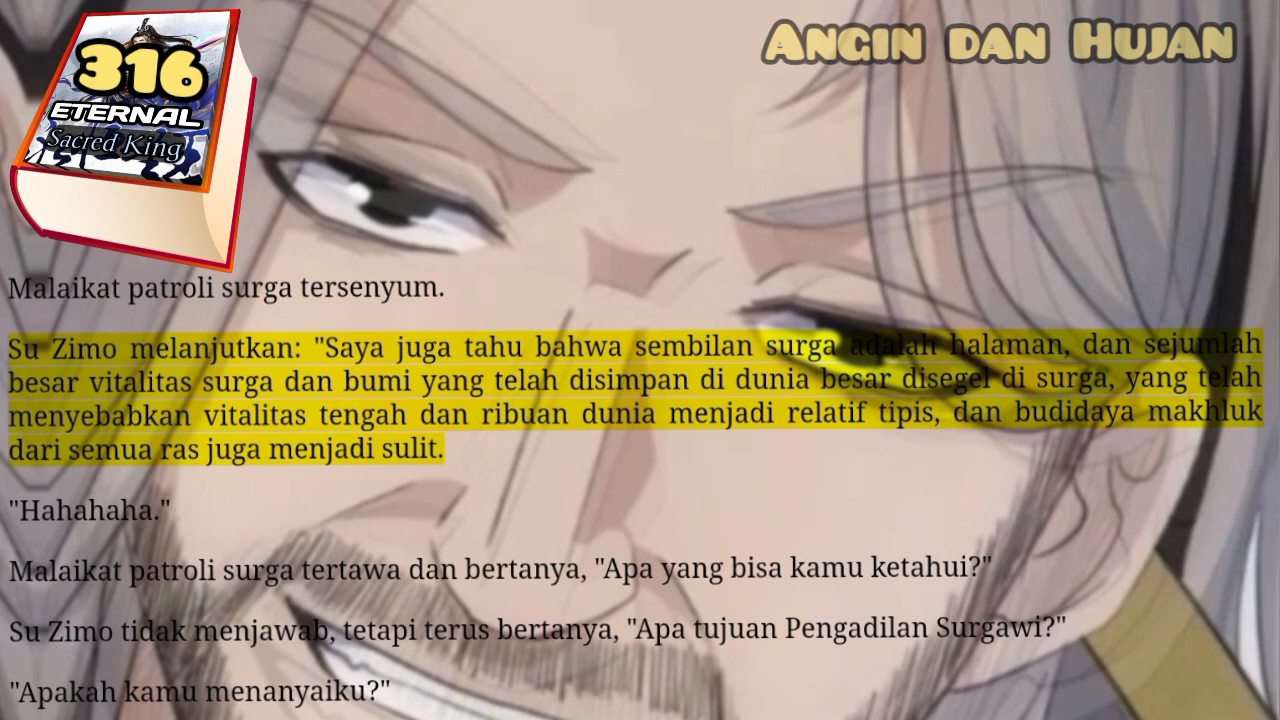 316
ETERNAL
Sacred King
Angin dan Hujan
Malaikat patroli surga tersenyum.
Su Zimo melanjutkan: "Saya juga tahu bahwa sembilan surga adalah halaman, dan sejumlah
besar vitalitas surga dan bumi yang telah disimpan di dunia besar disegel di surga, yang telah
menyebabkan vitalitas tengah dan ribuan dunia menjadi relatif tipis, dan budidaya makhluk
dari semua ras juga menjadi sulit.
"Hahahaha."
Malaikat patroli surga tertawa dan bertanya, "Apa yang bisa kamu ketahui?"
Su Zimo tidak menjawab, tetapi terus bertanya, "Apa tujuan Pengadilan Surgawi?"
"Apakah kamu menanyaiku?"